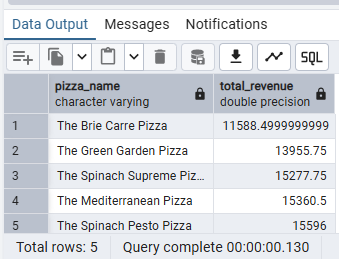 Data Output Messages Notifications
SQL
pizza_name total_revenue
character varying double precision
1 The Brie Carre Pizza 11588.4999999999
2 The Green Garden Pizza 13955.75
3 The Spinach Supreme Piz... 15277.75
4 The Mediterranean Pizza 15360.5
5 The Spinach Pesto Pizza 15596
Total rows: 5 Query complete 00:00:00.130